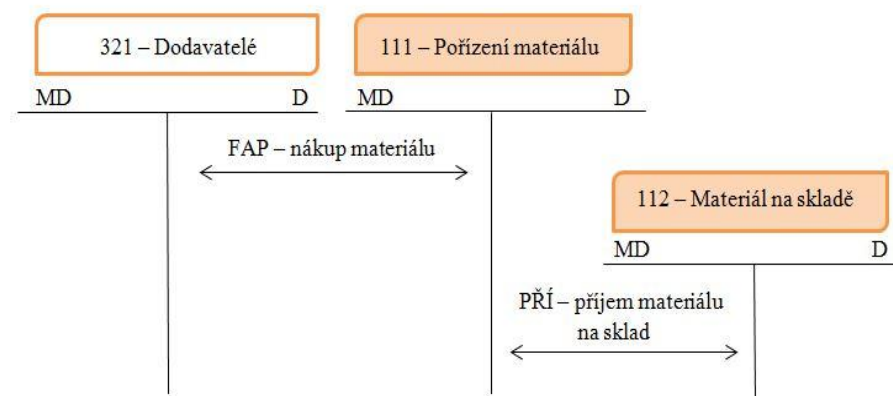 321 – Dodavatelé
111 – Pořízení materiálu
MD D
MD D
FAP – nákup materiálu
112 – Materiál na skladě
MD D
PŘÍ – příjem materiálu
na sklad